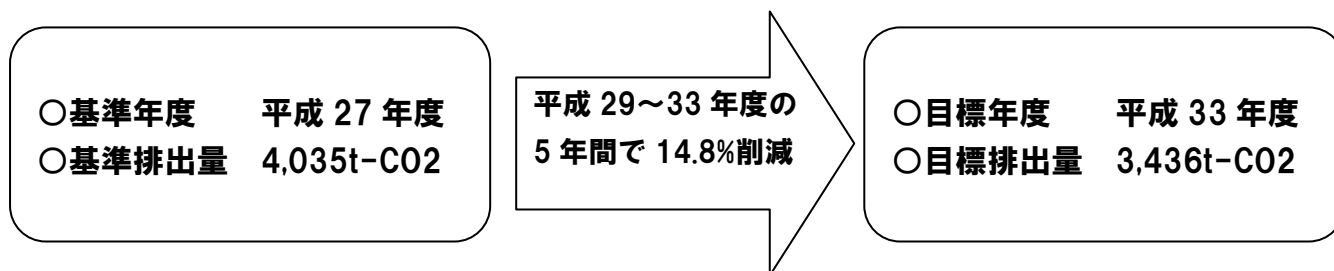 ○基準年度　　平成 27 年度
○基準排出量　4,035t-CO2
平成 29～33 年度の
5 年間で 14.8%削減
○目標年度　　平成 33 年度
○目標排出量　3,436t-CO2